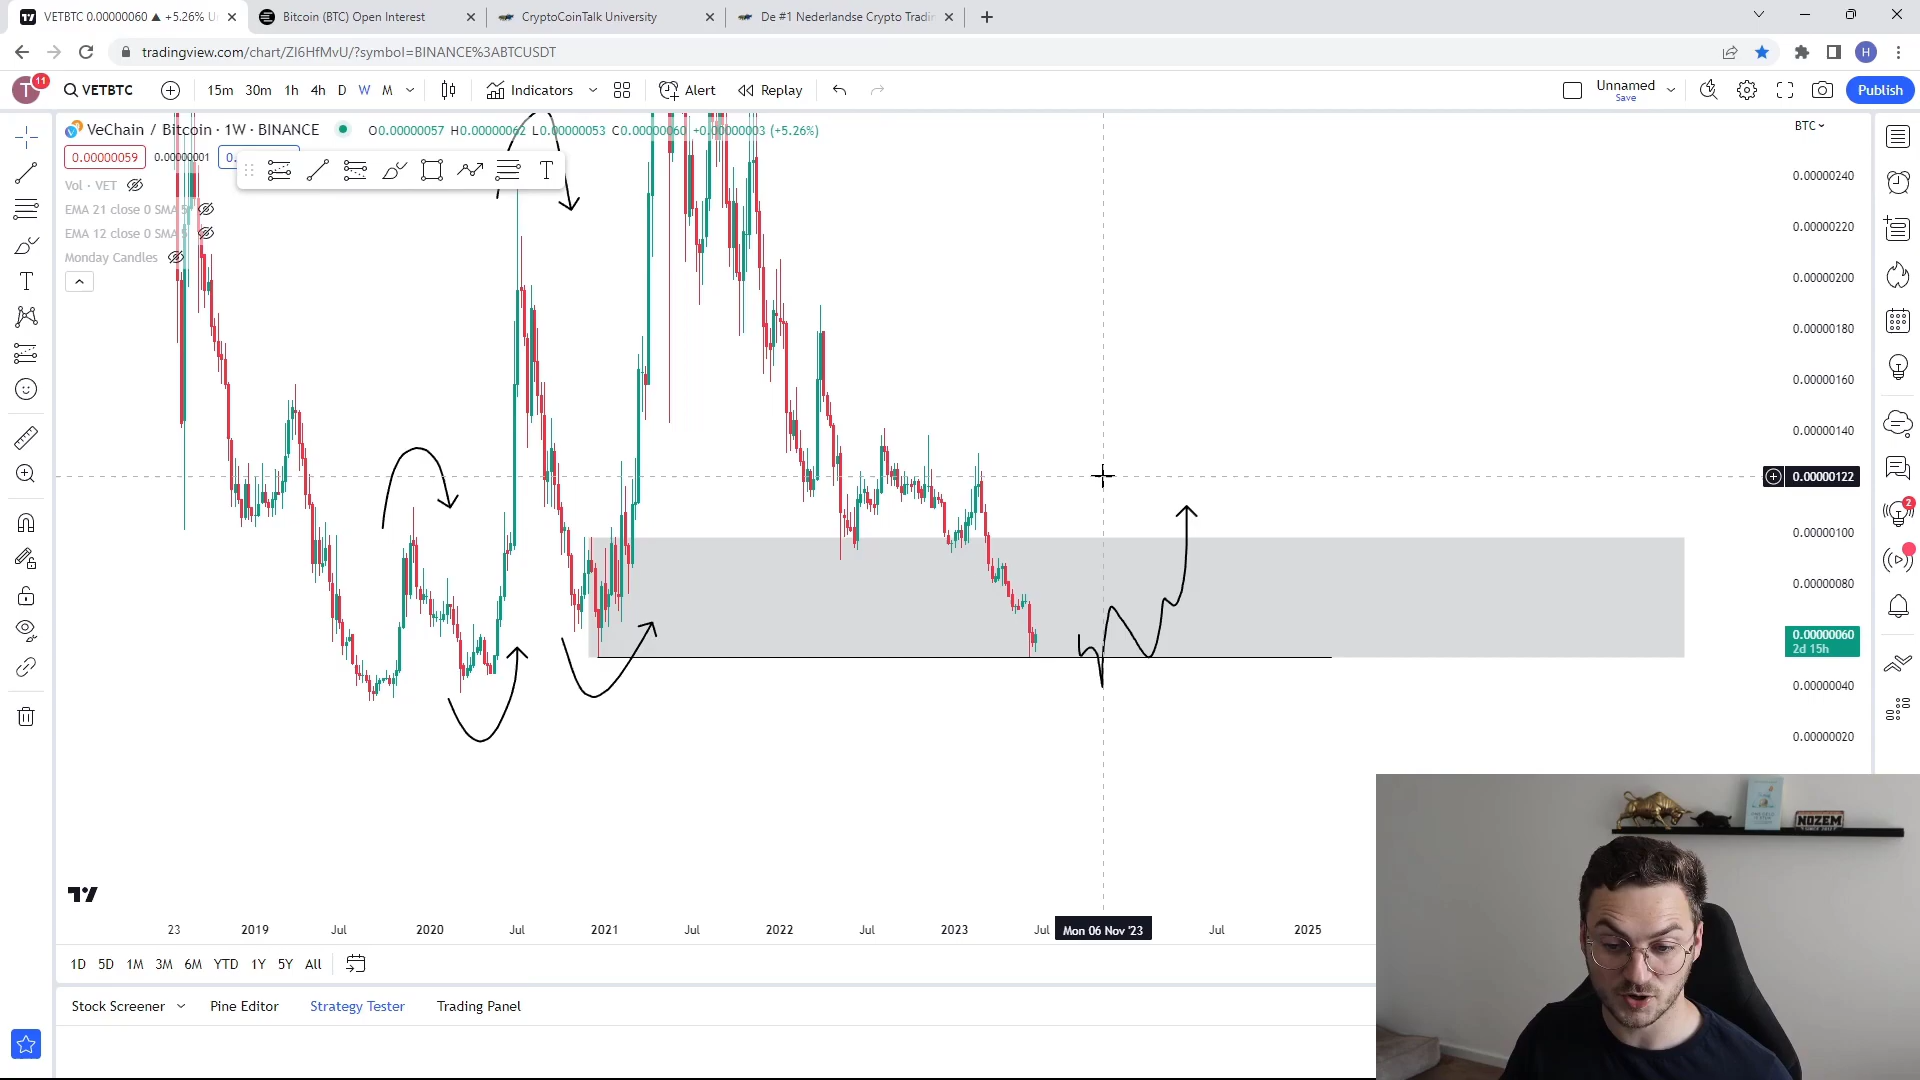 VETBTC 0.00000060 ▲ +5.26% U
Bitcoin (BTC) Open Interest
CryptoCoinTalk University
De #1 Nederlandse Crypto Tradin
tradingview.com/chart/ZI6HfMvU/?symbol=BINANCE%3ABTCUSDT
H
T
11
VETBTC
15m 30m 1h 4h D W M
Indicators
Alert
Replay
Unnamed
Save
Publish
VeChain / Bitcoin · 1W · BINANCE
O0.00000057 H0.00000062 L0.00000053 C0.00000060 +0.00000003 (+5.26%)
BTC
0.00000059
0.00000001
0.
Vol · VET
EMA 21 close 0 SMA 5
EMA 12 close 0 SMA 5
Monday Candles
0.00000240
0.00000220
0.00000200
0.00000180
0.00000160
0.00000140
0.00000122
0.00000100
0.00000080
0.00000060
2d 15h
0.00000040
0.00000020
2
23 2019 Jul 2020 Jul 2021 Jul 2022 Jul 2023 Jul Mon 06 Nov '23 Jul 2025
1D 5D 1M 3M 6M YTD 1Y 5Y All
Stock Screener
Pine Editor
Strategy Tester
Trading Panel
NOZEM